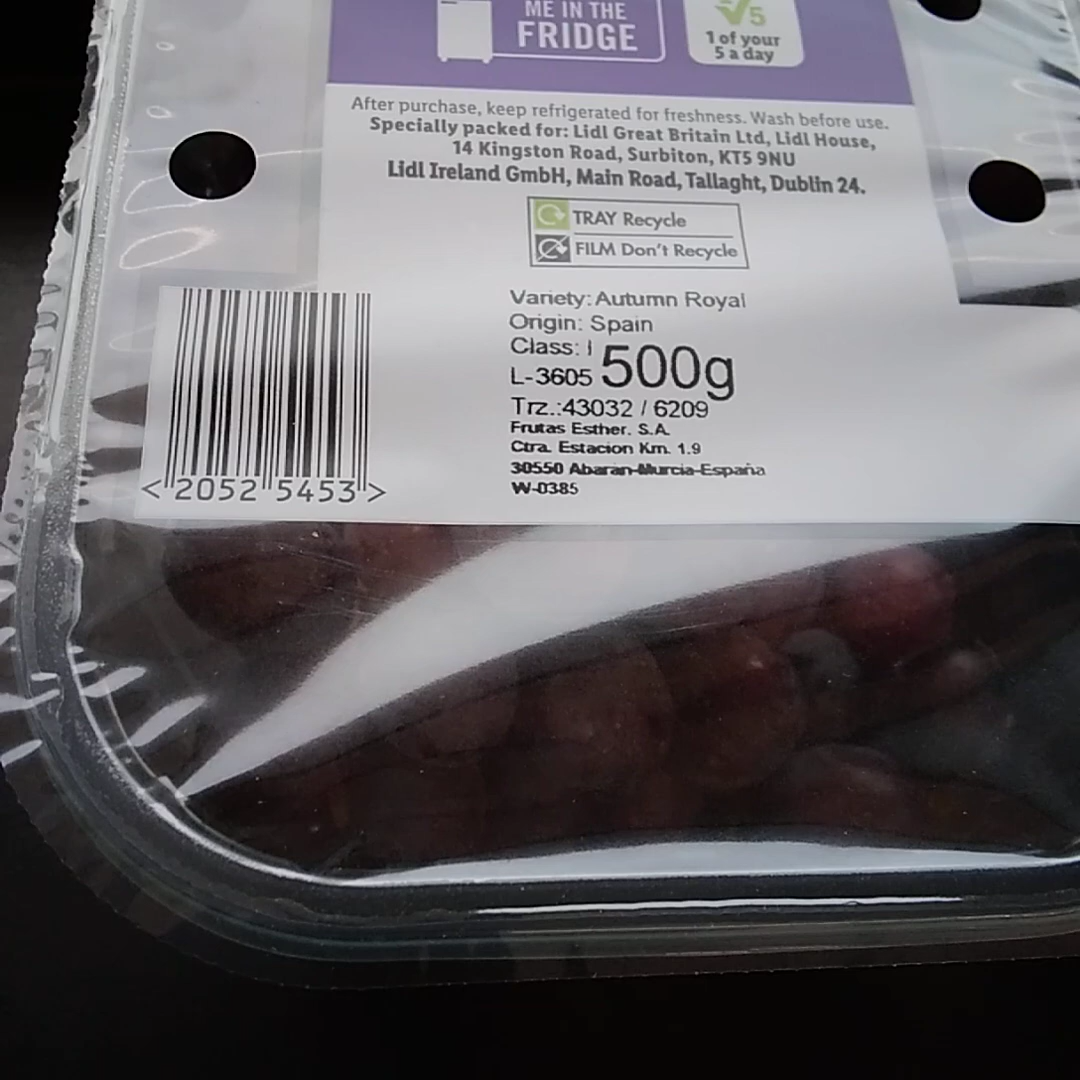 ME IN THE
FRIDGE
5
1 of your
5 a day
After purchase, keep refrigerated for freshness. Wash before use.
Specially packed for: Lidl Great Britain Ltd, Lidl House,
14 Kingston Road, Surbiton, KT5 9NU
Lidl Ireland GmbH, Main Road, Tallaght, Dublin 24.
TRAY Recycle
FILM Don't Recycle
Variety: Autumn Royal
Origin: Spain
Class: I
L-3605 500g
Trz.:43032 / 6209
Frutas Esther. S.A.
Ctra. Estacion Km. 1.9
30550 Abaran-Murcia-España
W-0385
<2052 5453>